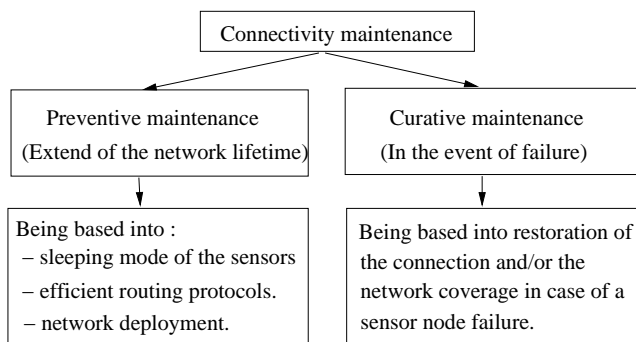 Connectivity maintenance
Preventive maintenance
(Extend of the network lifetime)
Curative maintenance
(In the event of failure)
Being based into :
– sleeping mode of the sensors
– efficient routing protocols.
– network deployment.
Being based into restoration of
the connection and/or the
network coverage in case of a
sensor node failure.